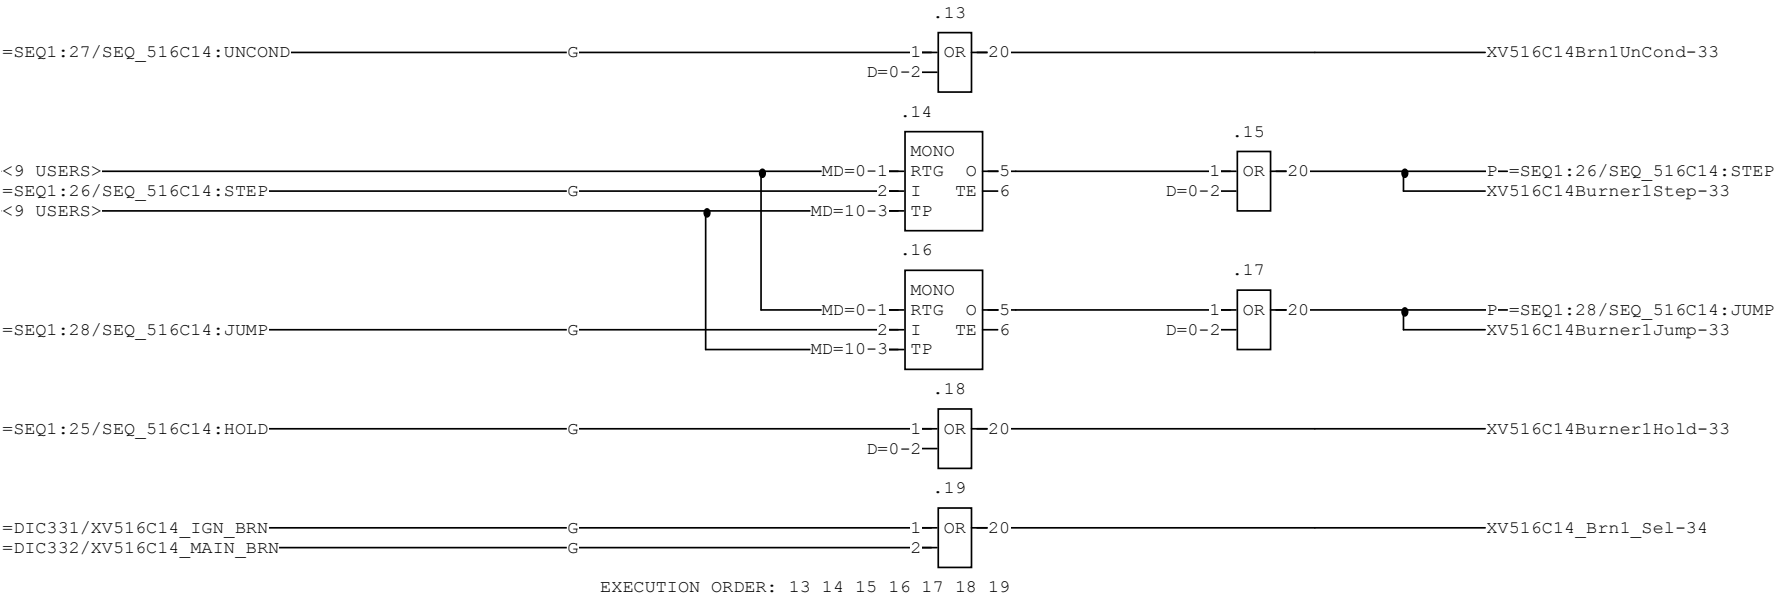 .13
=SEQ1:27/SEQ_516C14:UNCOND G 1 OR 20 XV516C14Brn1UnCond-33
D=0-2
.14
.15
MONO
<9 USERS> MD=0-1 RTG O 5 1 OR 20 P-=SEQ1:26/SEQ_516C14:STEP
=SEQ1:26/SEQ_516C14:STEP G 2 I TE 6 D=0-2 XV516C14Burner1Step-33
<9 USERS> MD=10-3 TP
.16
.17
MONO
MD=0-1 RTG O 5 1 OR 20 P-=SEQ1:28/SEQ_516C14:JUMP
=SEQ1:28/SEQ_516C14:JUMP G 2 I TE 6 D=0-2 XV516C14Burner1Jump-33
MD=10-3 TP
.18
=SEQ1:25/SEQ_516C14:HOLD G 1 OR 20 XV516C14Burner1Hold-33
D=0-2
.19
=DIC331/XV516C14_IGN_BRN G 1 OR 20 XV516C14_Brn1_Sel-34
=DIC332/XV516C14_MAIN_BRN G 2
EXECUTION ORDER: 13 14 15 16 17 18 19